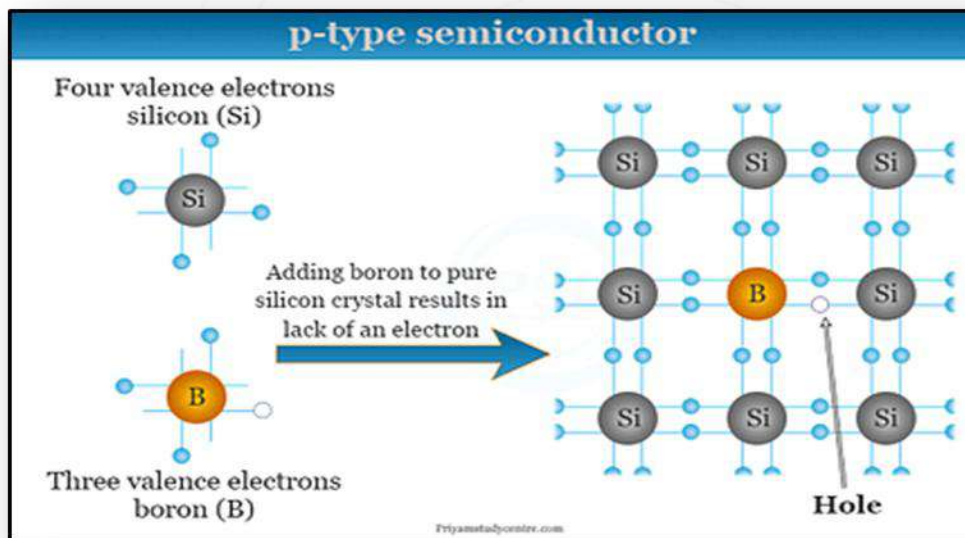 p-type semiconductor
Four valence electrons
silicon (Si)
Si
Adding boron to pure
silicon crystal results in
lack of an electron
B
Three valence electrons
boron (B)
Si Si Si
Si B Si
Si Si Si
Hole
Priyamstudycentre.com